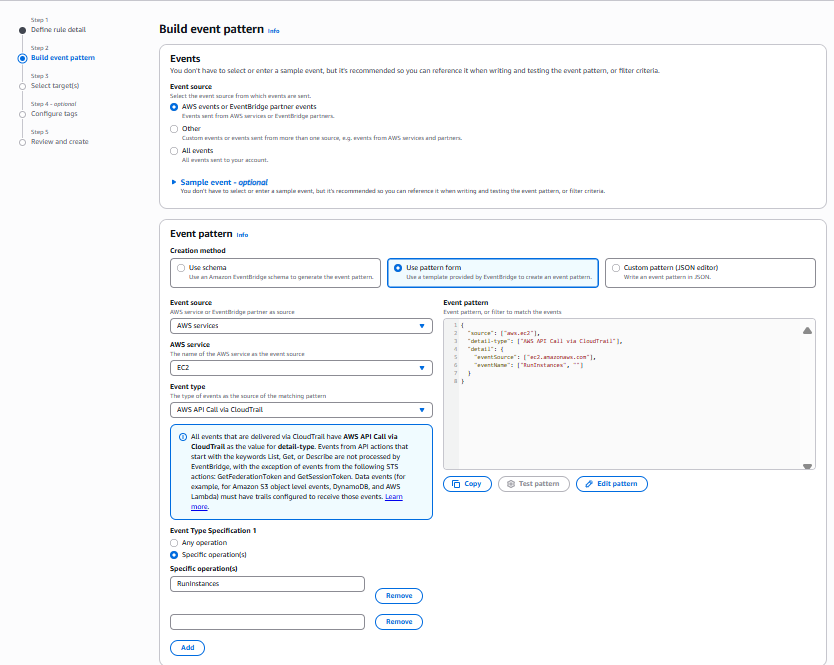 Step 1
Define rule detail
Step 2
Build event pattern
Step 3
Select target(s)
Step 4 - optional
Configure tags
Step 5
Review and create
Build event pattern Info
Events
You don't have to select or enter a sample event, but it's recommended so you can reference it when writing and testing the event pattern, or filter criteria.
Event source
Select the event source from which events are sent.
AWS events or EventBridge partner events
Events sent from AWS services or EventBridge partners.
Other
Custom events or events sent from more than one source, e.g. events from AWS services and partners.
All events
All events sent to your account.
Sample event - optional
You don't have to select or enter a sample event, but it's recommended so you can reference it when writing and testing the event pattern, or filter criteria.
Event pattern Info
Creation method
Use schema
Use an Amazon EventBridge schema to generate the event pattern.
Use pattern form
Use a template provided by EventBridge to create an event pattern.
Custom pattern (JSON editor)
Write an event pattern in JSON.
Event source
AWS service or EventBridge partner as source
AWS services
AWS service
The name of the AWS service as the event source
EC2
Event type
The type of events as the source of the matching pattern
AWS API Call via CloudTrail
All events that are delivered via CloudTrail have AWS API Call via
CloudTrail as the value for detail-type. Events from API actions that
start with the keywords List, Get, or Describe are not processed by
EventBridge, with the exception of events from the following STS
actions: GetFederationToken and GetSessionToken. Data events (for
example, for Amazon S3 object level events, DynamoDB, and AWS
Lambda) must have trails configured to receive those events. Learn
more.
Event Type Specification 1
Any operation
Specific operation(s)
Specific operation(s)
RunInstances
Remove
Remove
Add
Event pattern
Event pattern, or filter to match the events
1 {
2 "source": ["aws.ec2"],
3 "detail-type": ["AWS API Call via CloudTrail"],
4 "detail": {
5 "eventSource": ["ec2.amazonaws.com"],
6 "eventName": ["RunInstances", ""]
7 }
8 }
Copy
Test pattern
Edit pattern